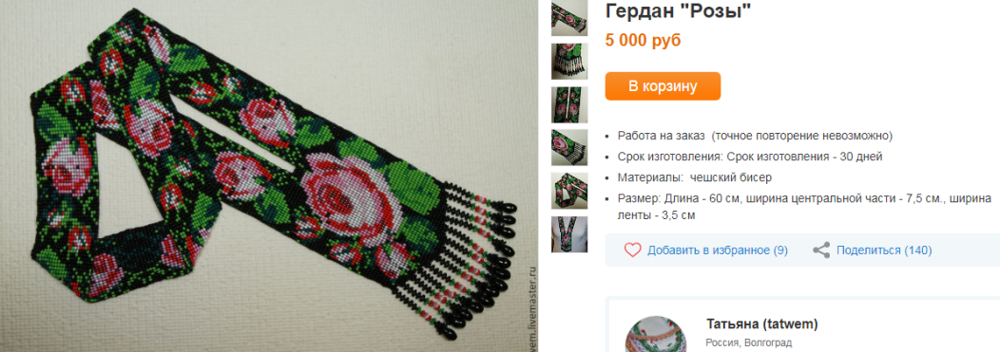 Гердан "Розы"
5 000 руб
В корзину
Работа на заказ (точное повторение невозможно)
Срок изготовления: Срок изготовления - 30 дней
Материалы: чешский бисер
Размер: Длина - 60 см, ширина центральной части - 7,5 см., ширина
ленты - 3,5 см
Добавить в избранное (9)
Поделиться (140)
Татьяна (tatwem)
Россия, Волгоград
wem.livemaster.ru